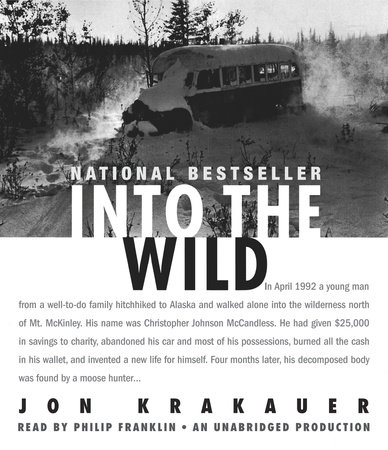 NATIONAL BESTSELLER
INTO THE
WILD
In April 1992 a young man
from a well-to-do family hitchhiked to Alaska and walked alone into the wilderness north
of Mt. McKinley. His name was Christopher Johnson McCandless. He had given $25,000
in savings to charity, abandoned his car and most of his possessions, burned all the cash
in his wallet, and invented a new life for himself. Four months later, his decomposed body
was found by a moose hunter...
JON KRAKAUER
READ BY PHILIP FRANKLIN • AN UNABRIDGED PRODUCTION